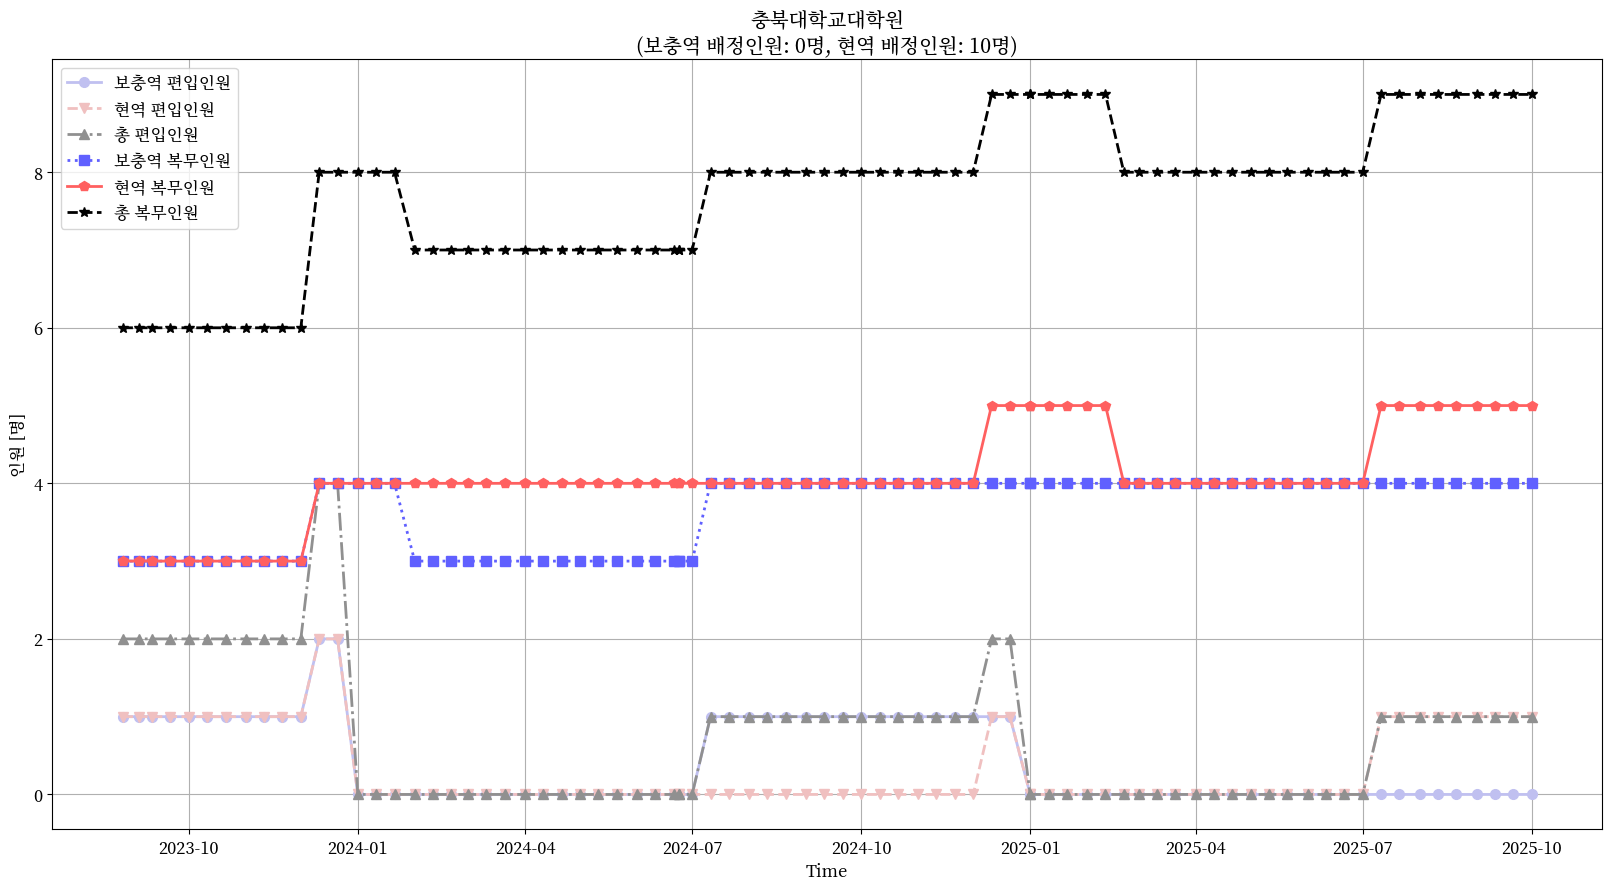 충북대학교대학원
(보충역 배정인원: 0명, 현역 배정인원: 10명)
보충역 편입인원
현역 편입인원
총 편입인원
보충역 복무인원
현역 복무인원
총 복무인원
인원 [명]
8
6
4
2
0
2023-10
2024-01
2024-04
2024-07
2024-10
2025-01
2025-04
2025-07
2025-10
Time